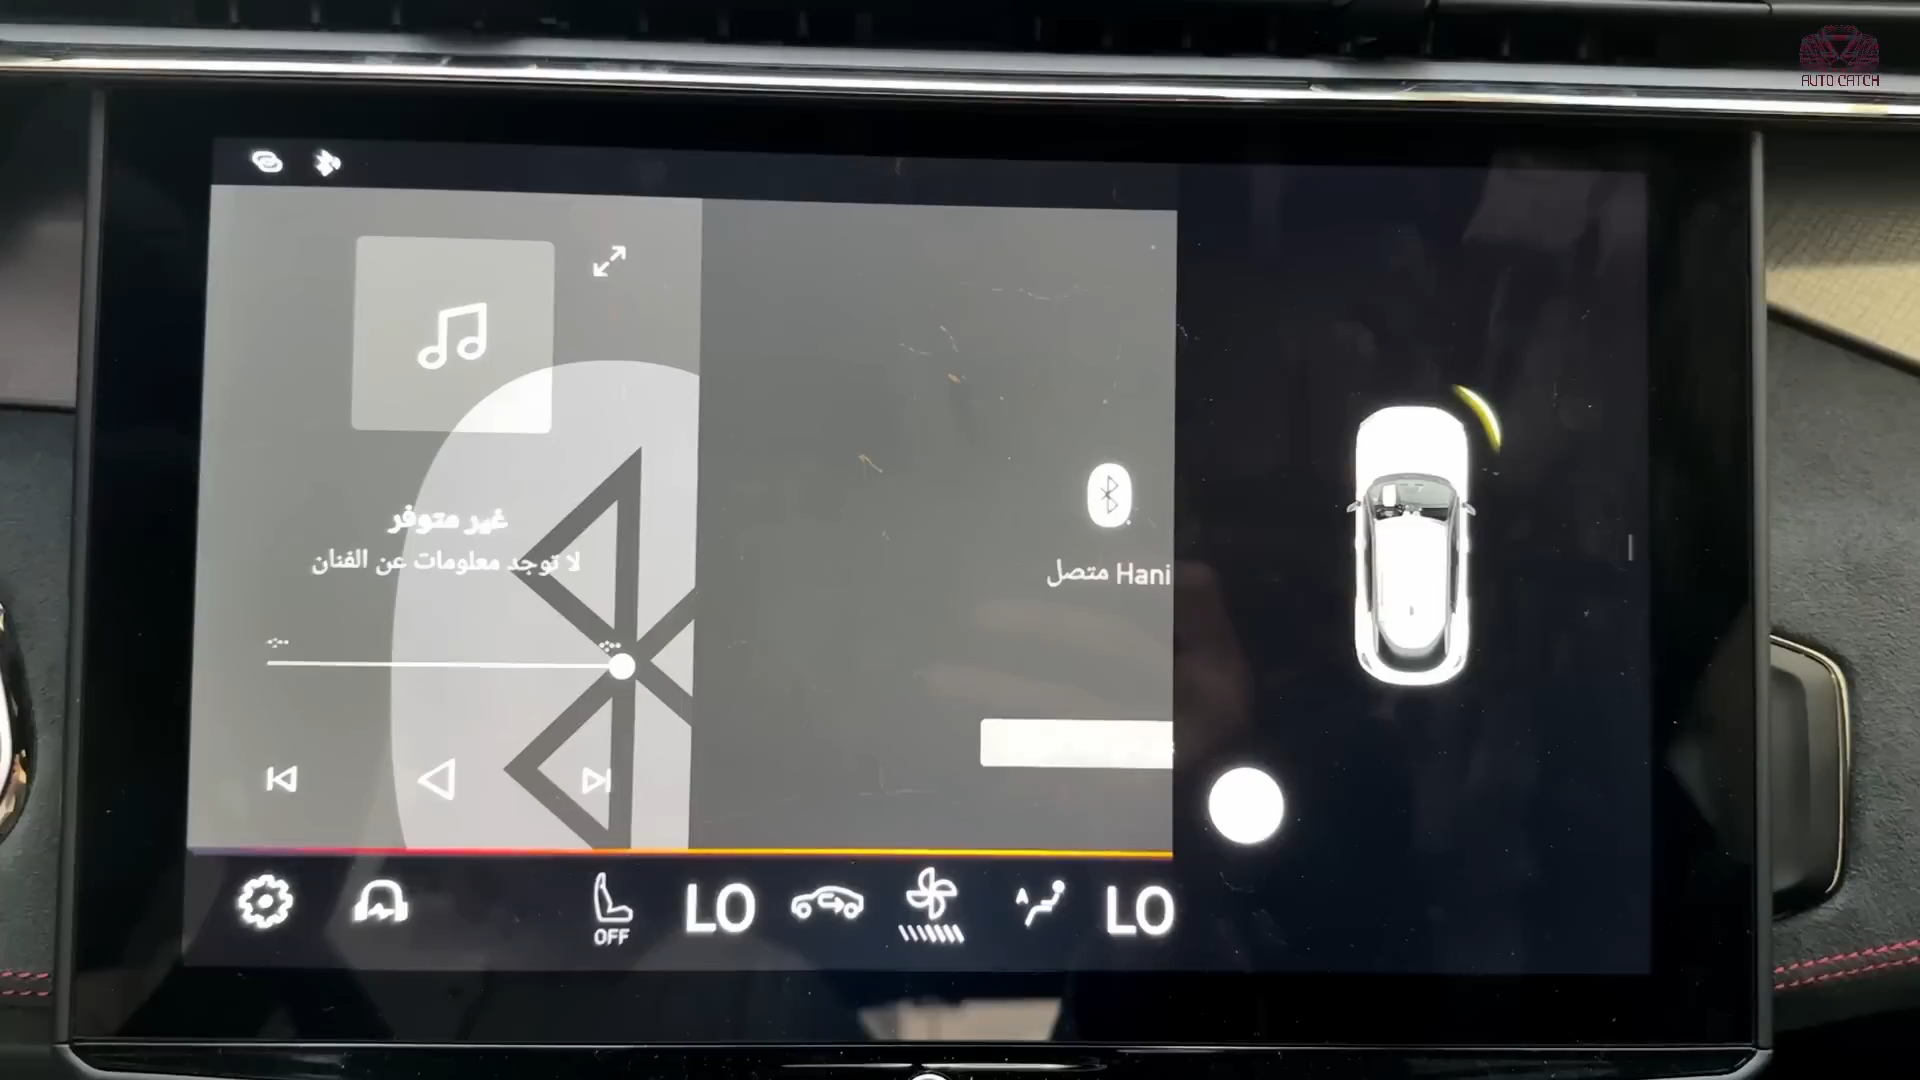 AUTO CATCH
غير متوفر
لا توجد معلومات عن الفنان
Hani متصل
OFF
LO
LO